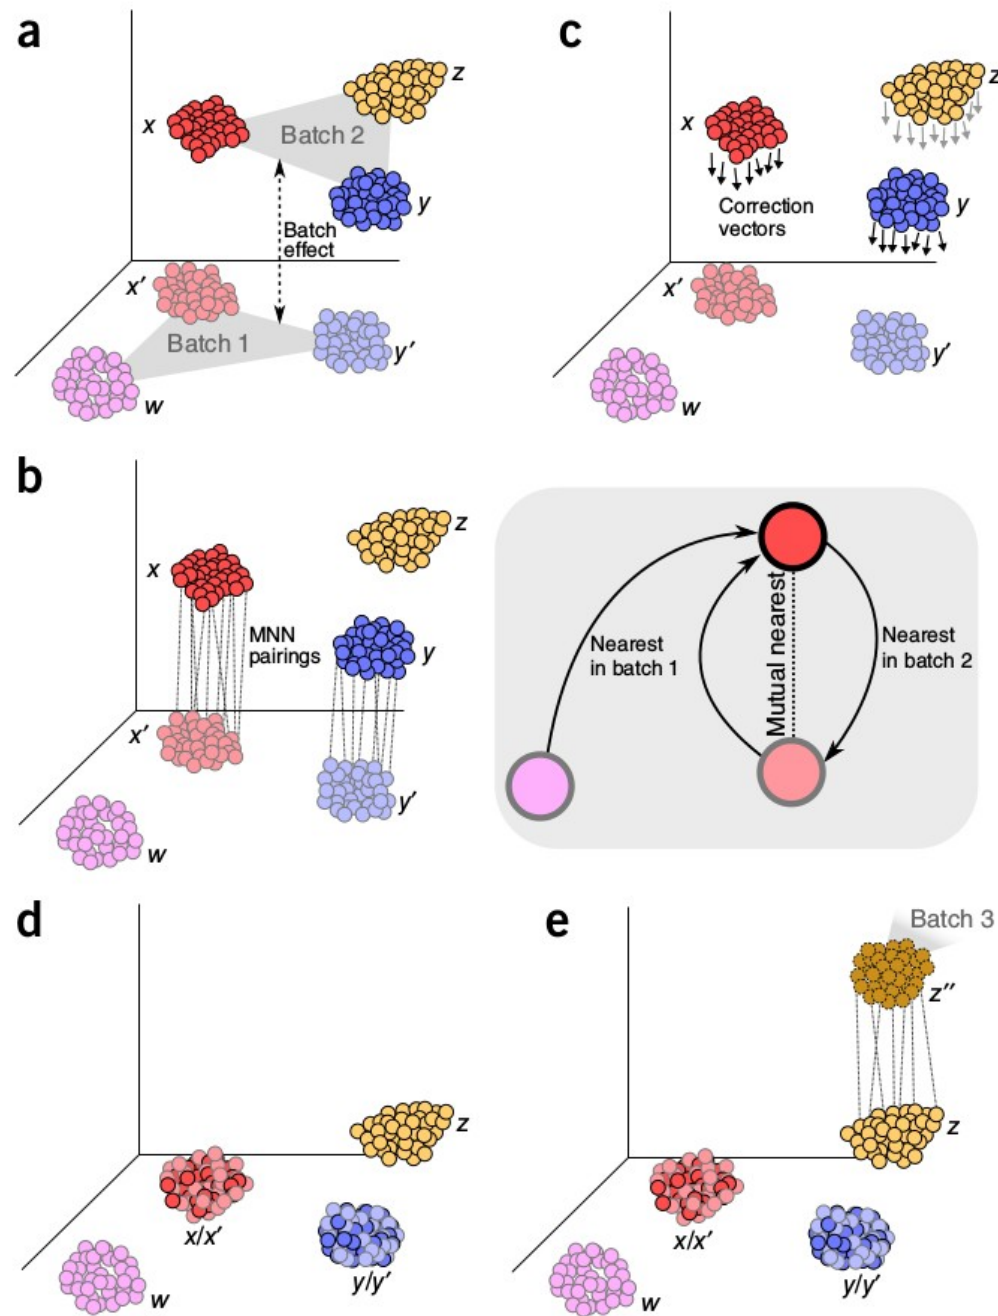 a
x
z
Batch 2
y
Batch
effect
x′
Batch 1
y′
w
c
x
z
y
Correction
vectors
x′
y′
w
b
z
x
MNN
pairings
y
x′
y′
w
Nearest
in batch 1
Mutual nearest
Nearest
in batch 2
d
z
x/x′
y/y′
w
e
Batch 3
z″
z
x/x′
y/y′
w